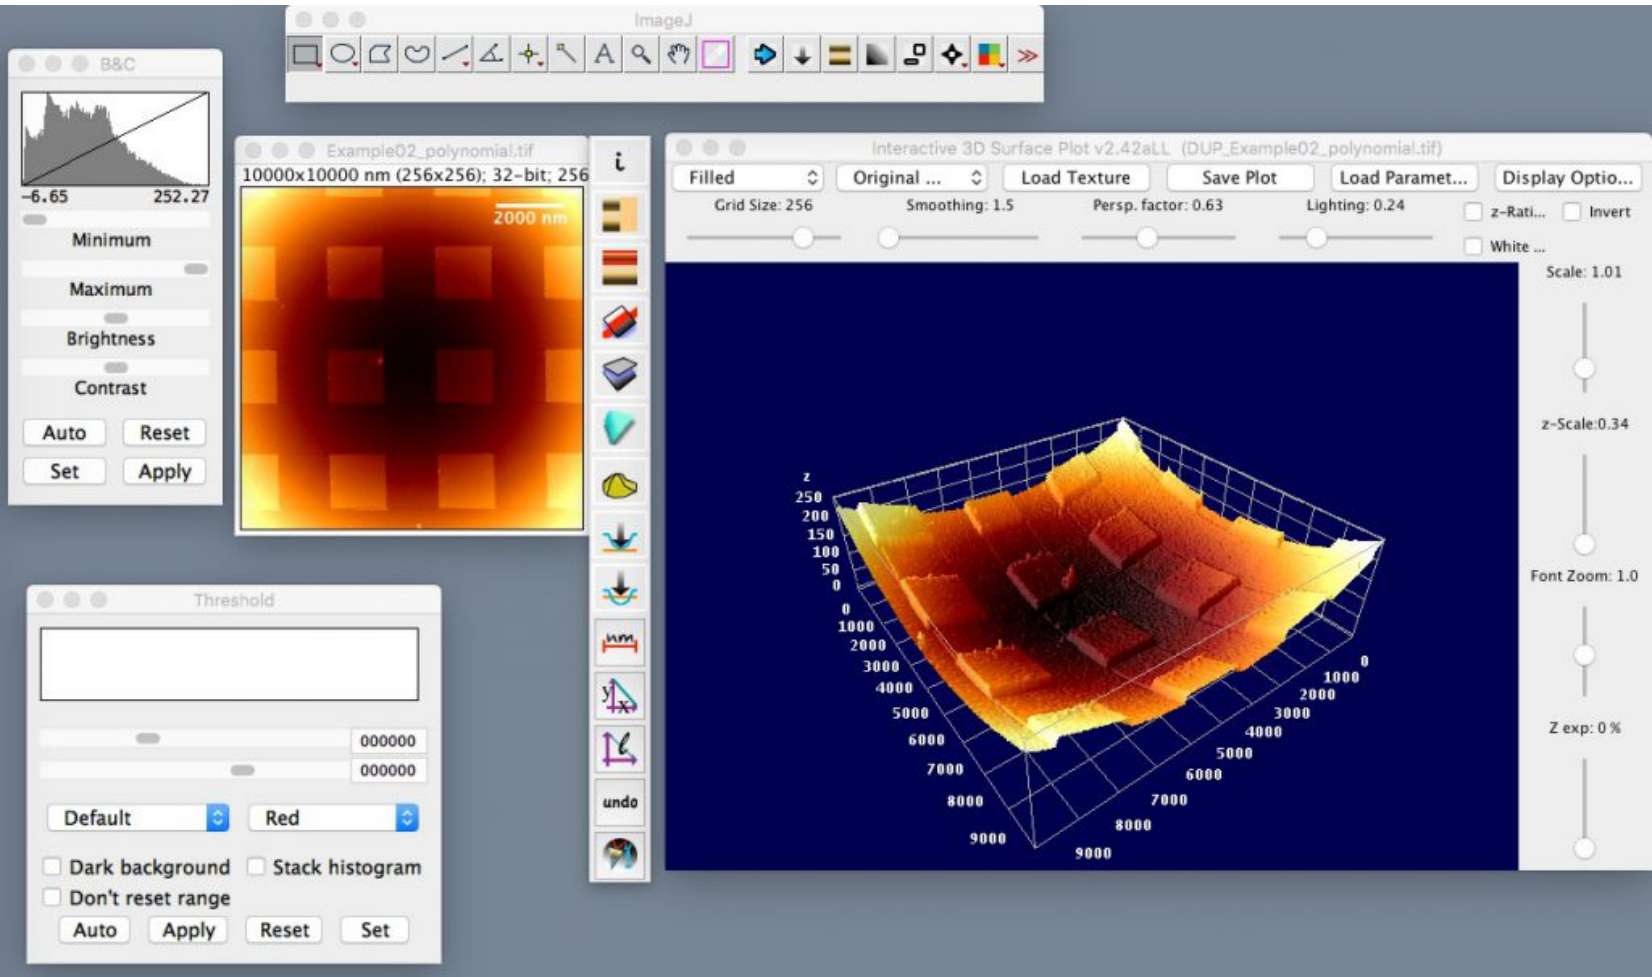 ImageJ
A
B&C
-6.65 252.27
Minimum
Maximum
Brightness
Contrast
Auto Reset
Set Apply
Example02_polynomial.tif
10000x10000 nm (256x256); 32-bit; 256
2000 nm
i
nm
y x
l
undo
Interactive 3D Surface Plot v2.42aLL (DUP_Example02_polynomial.tif)
Filled Original ... Load Texture Save Plot Load Paramet... Display Optio...
Grid Size: 256 Smoothing: 1.5 Persp. factor: 0.63 Lighting: 0.24 z-Rati... Invert
White ...
Scale: 1.01
z-Scale:0.34
Font Zoom: 1.0
Z exp: 0 %
z
250
200
150
100
50
0
0
1000
2000
3000
4000
5000
6000
7000
8000
9000
0
1000
2000
3000
4000
5000
6000
7000
8000
9000
Threshold
000000
000000
Default Red
Dark background Stack histogram
Don't reset range
Auto Apply Reset Set